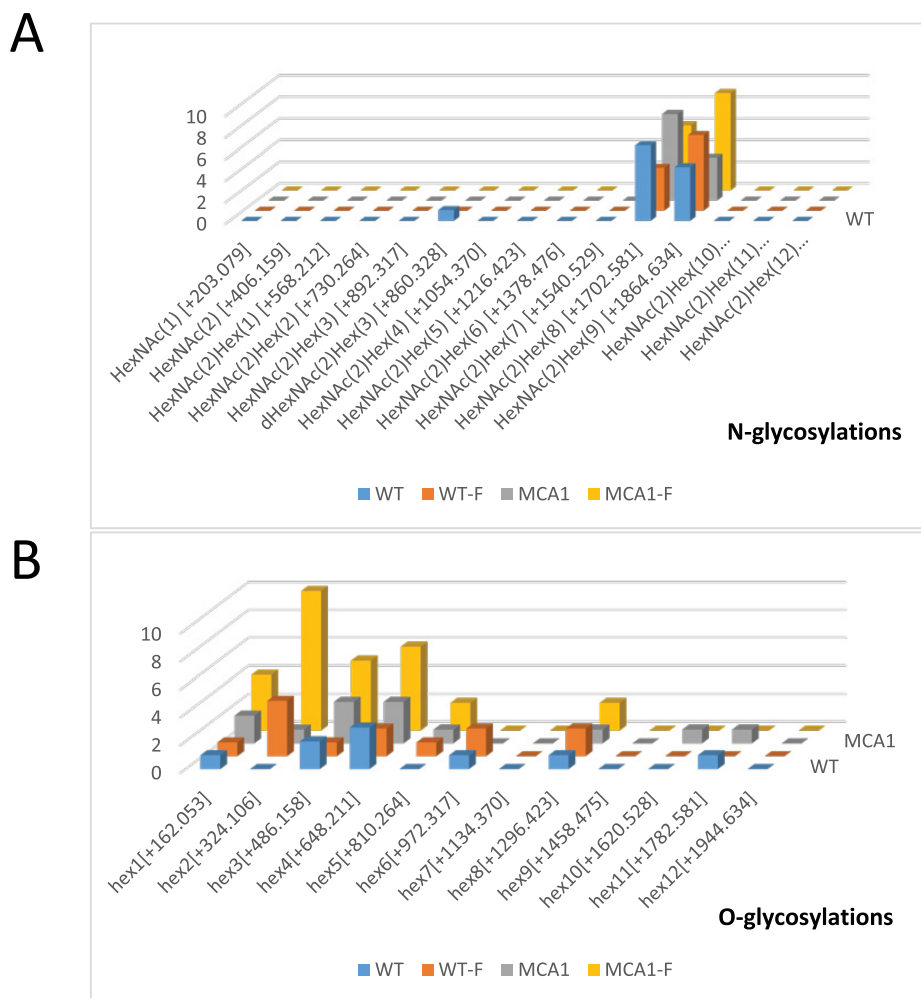 A
10
8
6
4
2
0
WT
HexNAc(1) [+203.079]
HexNAc(2) [+406.159]
HexNAc(2)Hex(1) [+568.212]
HexNAc(2)Hex(2) [+730.264]
HexNAc(2)Hex(3) [+892.317]
dHexNAc(2)Hex(3) [+860.328]
HexNAc(2)Hex(4) [+1054.370]
HexNAc(2)Hex(5) [+1216.423]
HexNAc(2)Hex(6) [+1378.476]
HexNAc(2)Hex(7) [+1540.529]
HexNAc(2)Hex(8) [+1702.581]
HexNAc(2)Hex(9) [+1864.634]
HexNAc(2)Hex(10)...
HexNAc(2)Hex(11)...
HexNAc(2)Hex(12)...
N-glycosylations
WT WT-F MCA1 MCA1-F
B
10
8
6
4
2
0
MCA1
WT
hex1[+162.053]
hex2[+324.106]
hex3[+486.158]
hex4[+648.211]
hex5[+810.264]
hex6[+972.317]
hex7[+1134.370]
hex8[+1296.423]
hex9[+1458.475]
hex10[+1620.528]
hex11[+1782.581]
hex12[+1944.634]
O-glycosylations
WT WT-F MCA1 MCA1-F